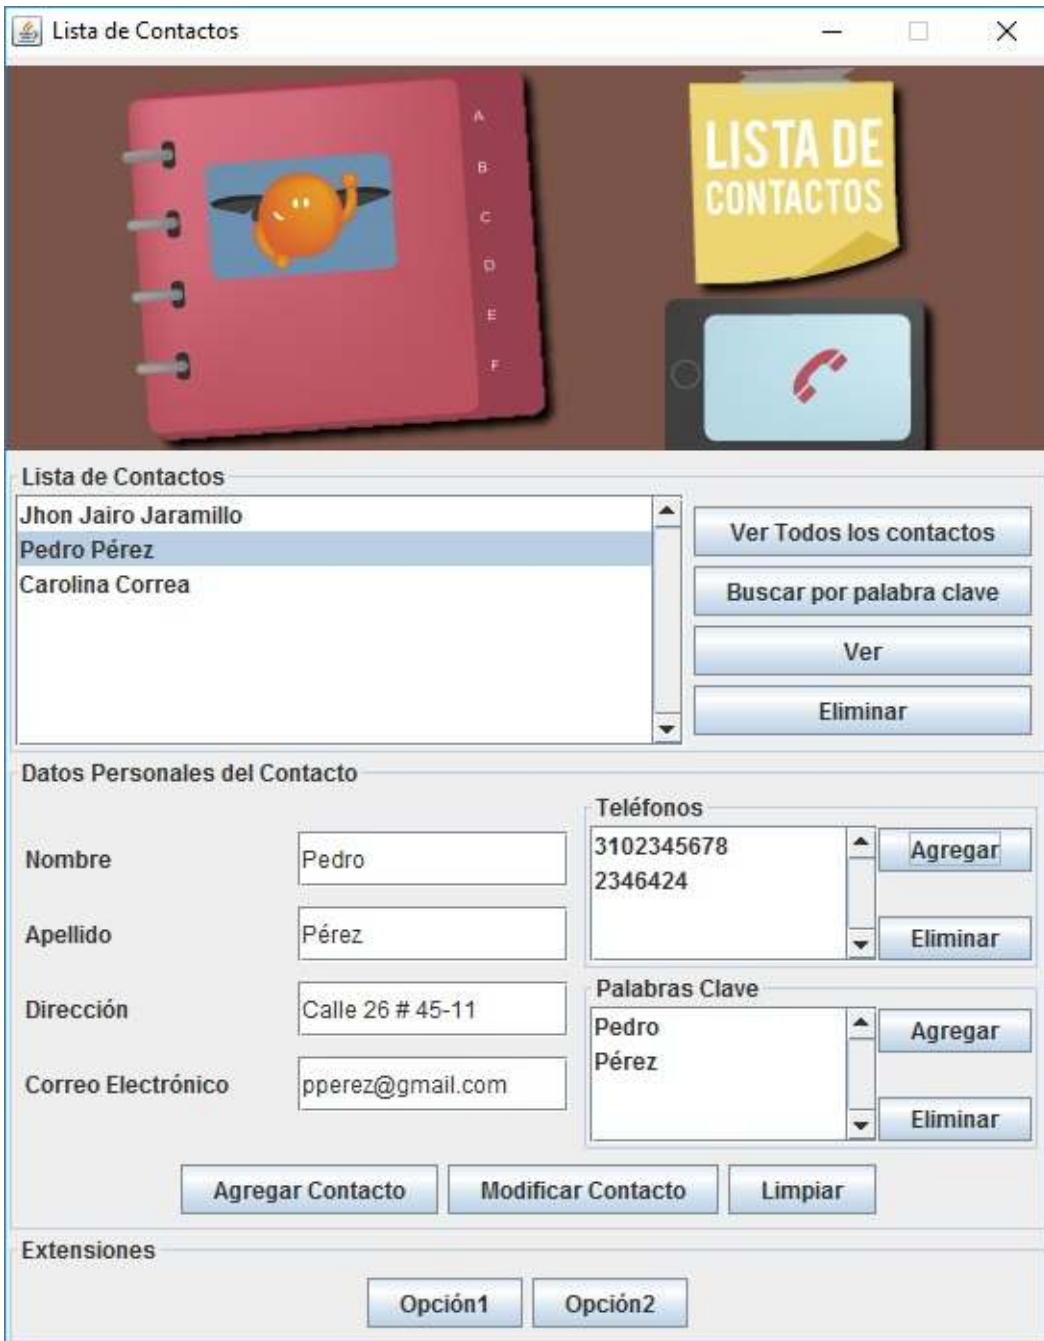 Lista de Contactos
A
B
C
D
E
F
LISTA DE
CONTACTOS
Lista de Contactos
Jhon Jairo Jaramillo
Pedro Pérez
Carolina Correa
Ver Todos los contactos
Buscar por palabra clave
Ver
Eliminar
Datos Personales del Contacto
Nombre
Pedro
Apellido
Pérez
Dirección
Calle 26 # 45-11
Correo Electrónico
pperez@gmail.com
Teléfonos
3102345678
2346424
Agregar
Eliminar
Palabras Clave
Pedro
Pérez
Agregar
Eliminar
Agregar Contacto
Modificar Contacto
Limpiar
Extensiones
Opción1
Opción2